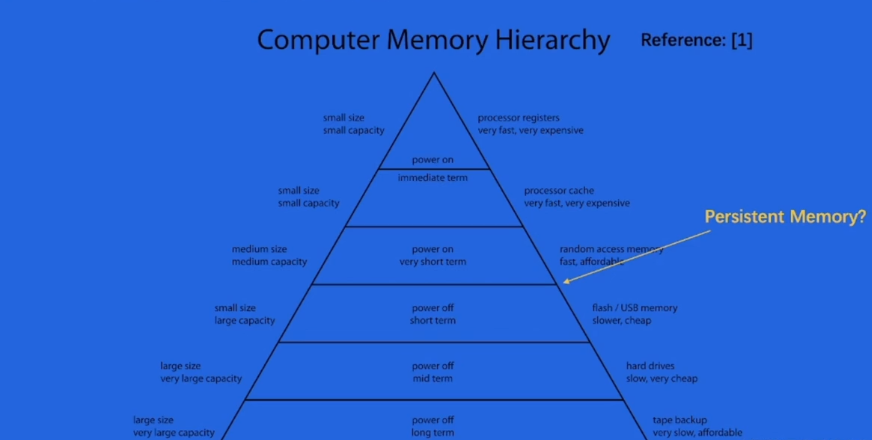 Computer Memory Hierarchy
Reference: [1]
small size
small capacity
processor registers
very fast, very expensive
power on
immediate term
small size
small capacity
processor cache
very fast, very expensive
Persistent Memory?
medium size
medium capacity
power on
very short term
random access memory
fast, affordable
small size
large capacity
power off
short term
flash / USB memory
slower, cheap
large size
very large capacity
power off
mid term
hard drives
slow, very cheap
large size
very large capacity
power off
long term
tape backup
very slow, affordable